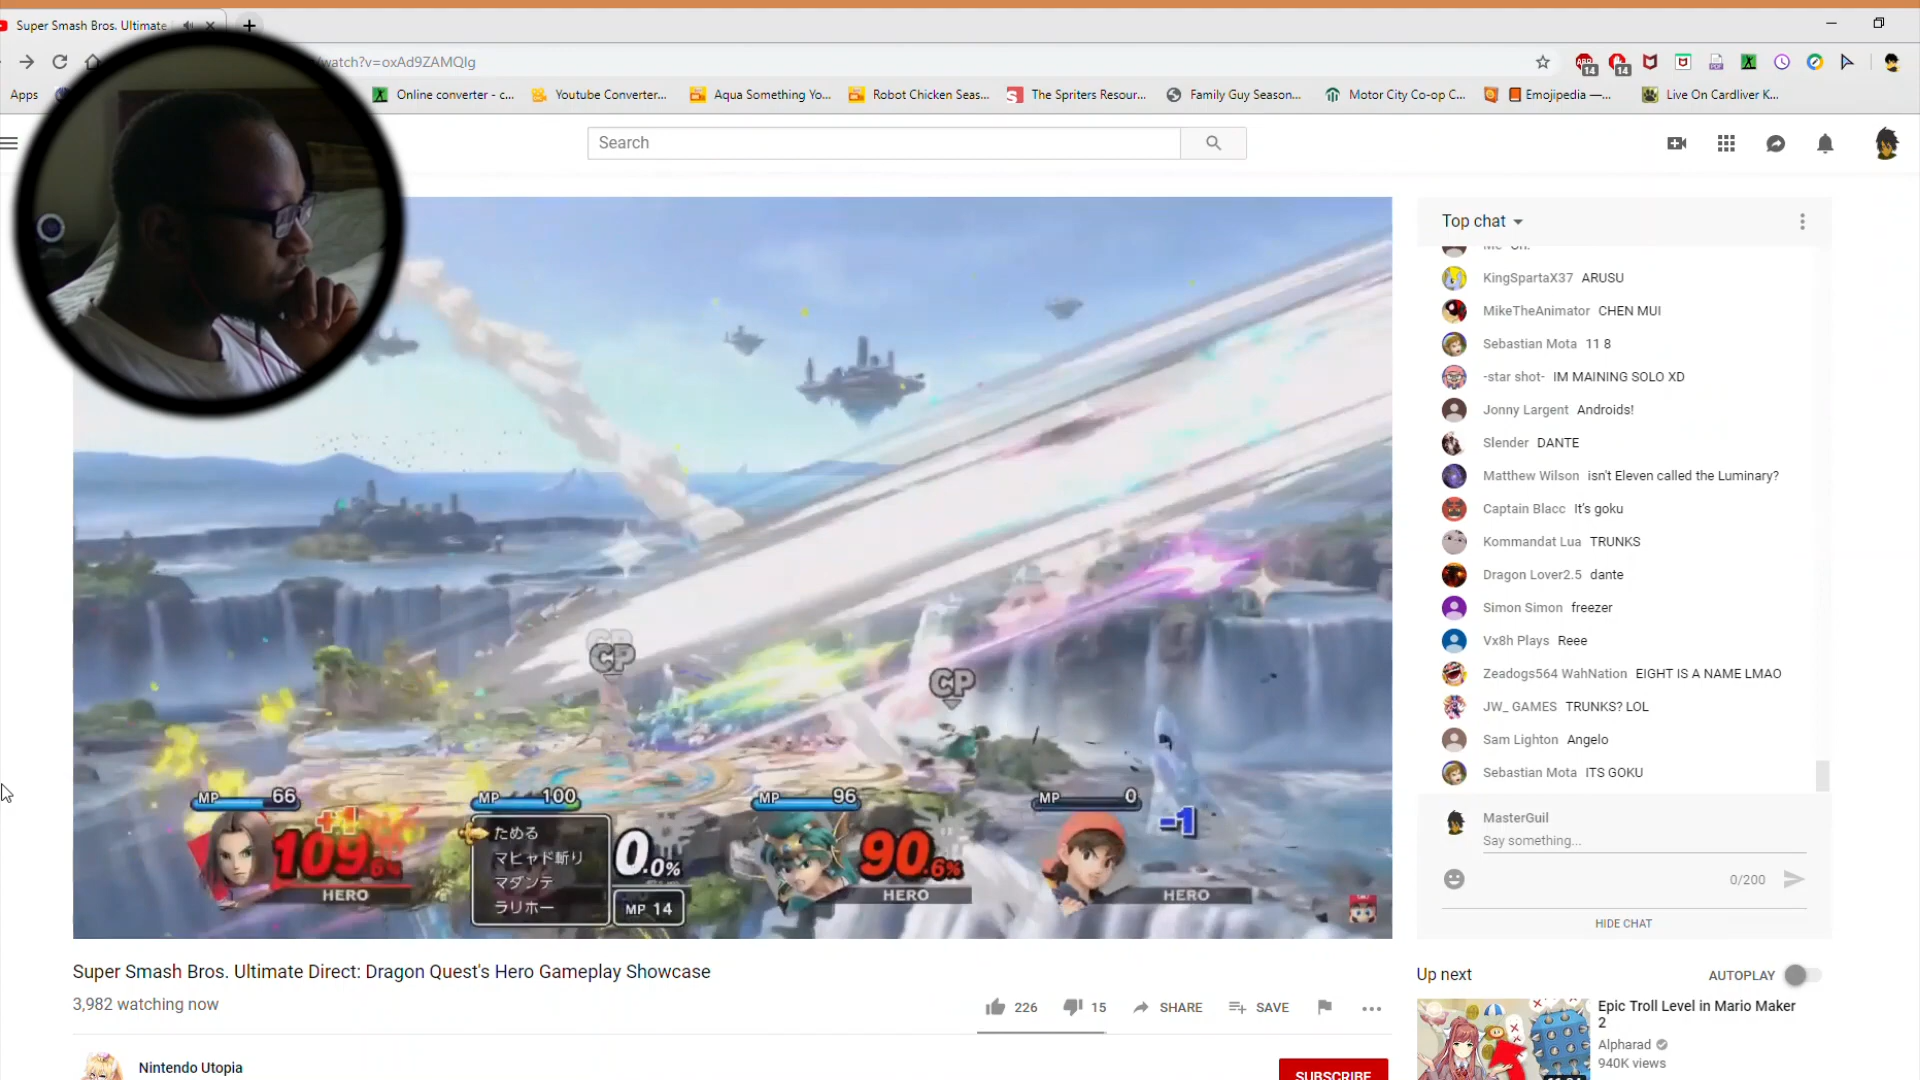 Super Smash Bros. Ultimate
/watch?v=oxAd9ZAMQIg
14
14
Apps
Online converter - c...
Youtube Converter...
Aqua Something Yo...
Robot Chicken Seas...
The Spriters Resour...
Family Guy Season...
Motor City Co-op C...
Emojipedia —...
Live On Cardliver K...
Search
Top chat
KingSpartaX37 ARUSU
MikeTheAnimator CHEN MUI
Sebastian Mota 11 8
-star shot- IM MAINING SOLO XD
Jonny Largent Androids!
Slender DANTE
Matthew Wilson isn't Eleven called the Luminary?
Captain Blacc It's goku
Kommandat Lua TRUNKS
Dragon Lover2.5 dante
Simon Simon freezer
Vx8h Plays Reee
Zeadogs564 WahNation EIGHT IS A NAME LMAO
JW_ GAMES TRUNKS? LOL
Sam Lighton Angelo
Sebastian Mota ITS GOKU
MasterGuil
Say something...
0/200
HIDE CHAT
CP
CP
MP 66
+1
109
HERO
MP 100
ためる
マヒャド斬り
マダンテ
ラリホー
0.0%
MP 14
MP 96
90.6%
HERO
MP 0
-1
HERO
Super Smash Bros. Ultimate Direct: Dragon Quest's Hero Gameplay Showcase
3,982 watching now
226
15
SHARE
SAVE
Nintendo Utopia
SUBSCRIBE
Up next
AUTOPLAY
Epic Troll Level in Mario Maker
2
Alpharad
940K views